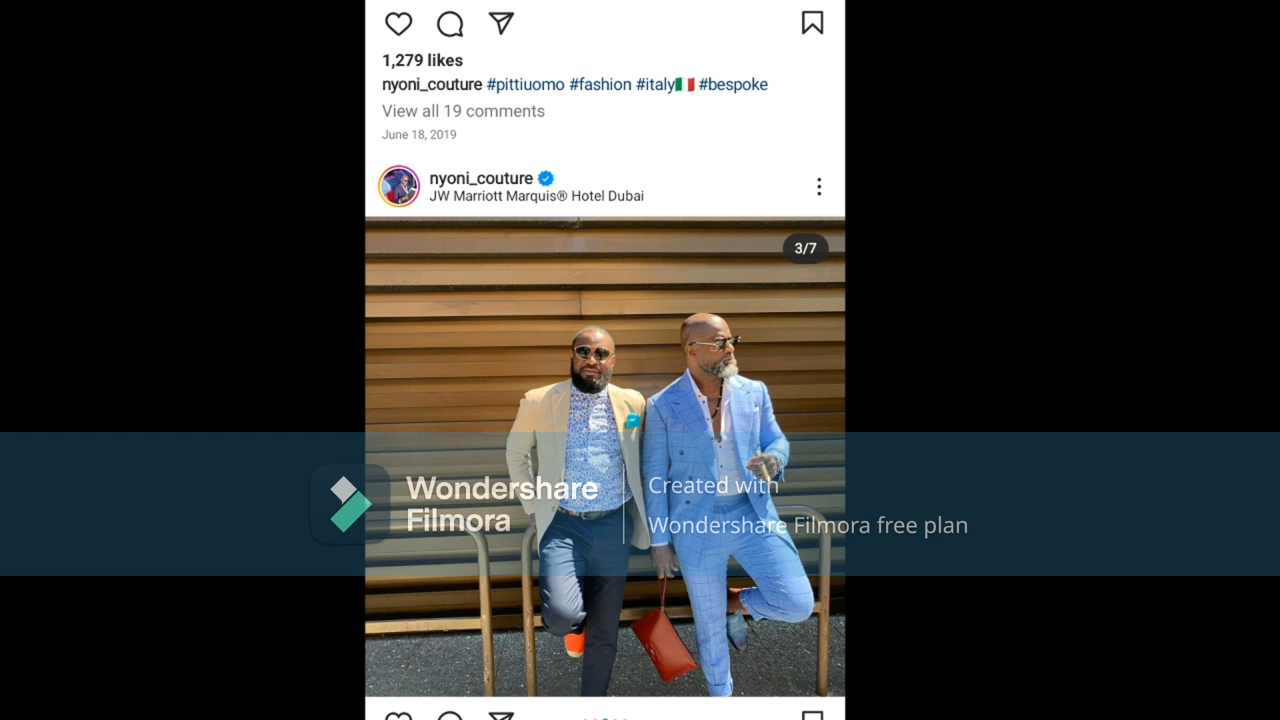 1,279 likes
nyoni_couture #pittiuomo #fashion #italy🇮🇹 #bespoke
View all 19 comments
June 18, 2019
nyoni_couture
JW Marriott Marquis® Hotel Dubai
3/7
Wondershare
Filmora
Created with
Wondershare Filmora free plan